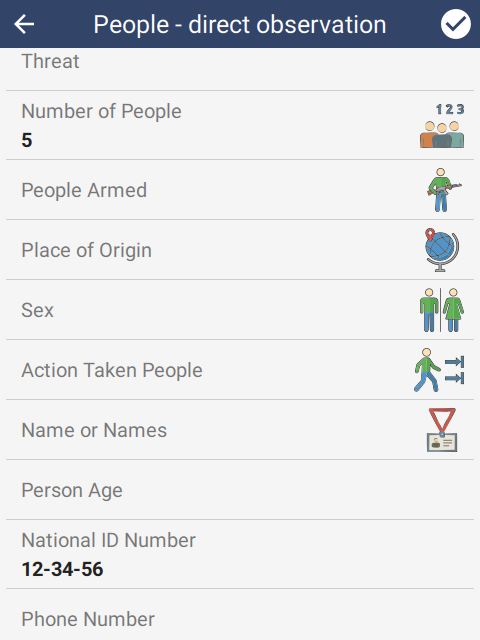 People - direct observation
Threat
Number of People
1 2 3
5
People Armed
Place of Origin
Sex
Action Taken People
Name or Names
Person Age
National ID Number
12-34-56
Phone Number